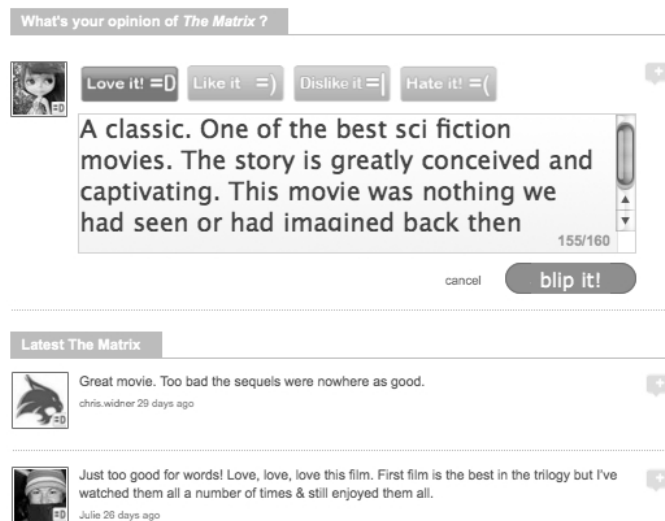 What's your opinion of The Matrix ?
Love it! =D Like it =) Dislike it =| Hate it! =(
A classic. One of the best sci fiction
movies. The story is greatly conceived and
captivating. This movie was nothing we
had seen or had imagined back then
155/160
cancel blip it!
Latest The Matrix
Great movie. Too bad the sequels were nowhere as good.
chris.widner 29 days ago
Just too good for words! Love, love, love this film. First film is the best in the trilogy but I've
watched them all a number of times & still enjoyed them all.
Julie 26 days ago